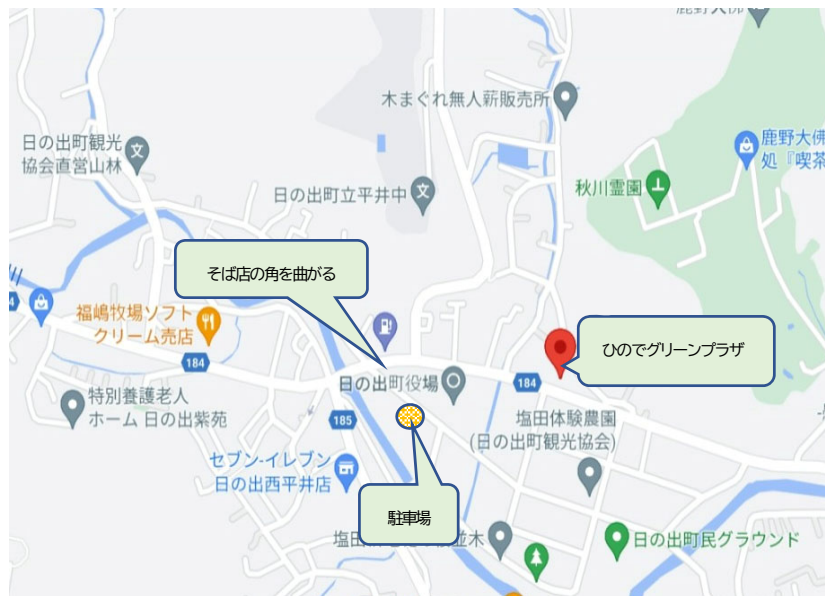 鹿野大佛
木まぐれ無人薪販売所
日の出町観光
協会直営山林
鹿野大佛
処『喫茶
日の出町立平井中
秋川霊園
そば店の角を曲がる
福嶋牧場ソフト
クリーム売店
ひのでグリーンプラザ
184
日の出町役場
184
特別養護老人
ホーム 日の出紫苑
185
塩田体験農園
(日の出町観光協会)
セブン-イレブン
日の出西平井店
駐車場
塩田
並木
日の出町民グラウンド